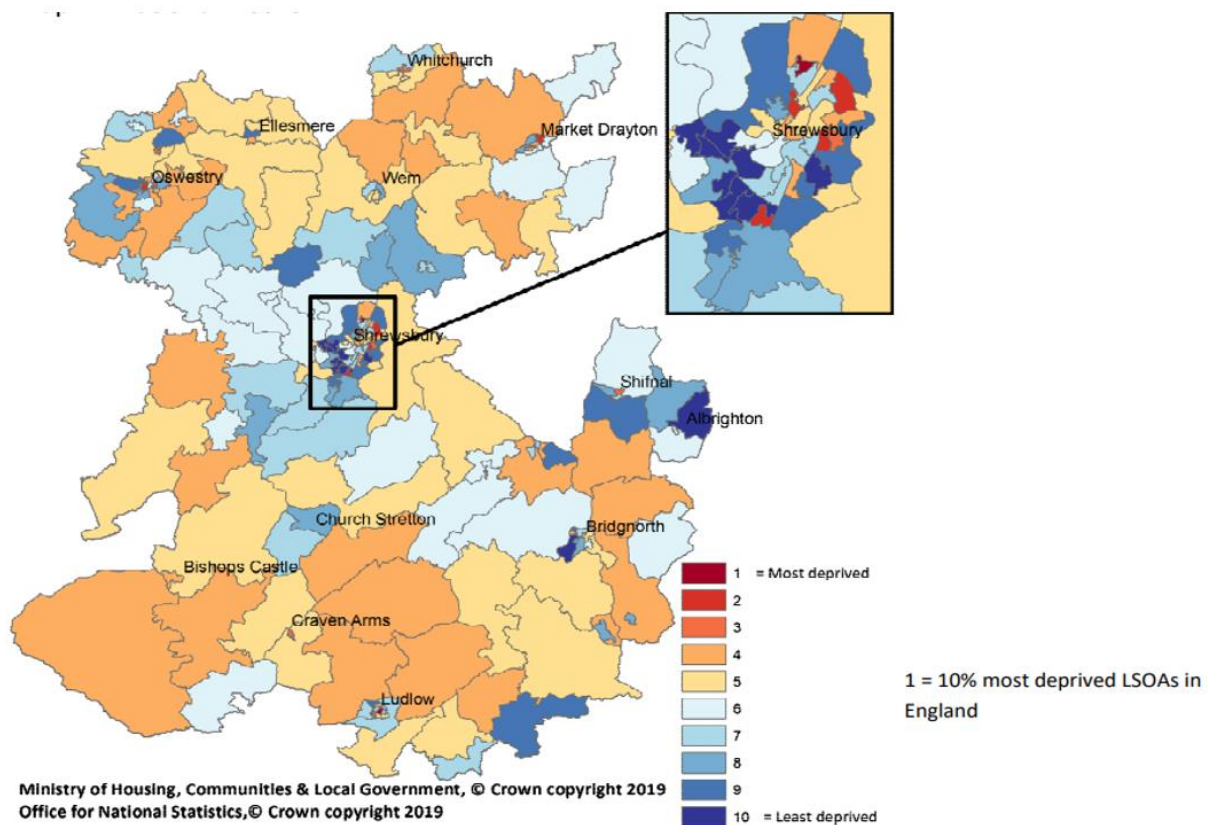 Whitchurch
Ellesmere
Market Drayton
Shrewsbury
Oswestry
Wem
Shrewsbury
Shifnal
Albrighton
Church Stretton
Bridgnorth
Bishops Castle
Craven Arms
Ludlow
1 = Most deprived
2
3
4
5
6
7
8
9
10 = Least deprived
1 = 10% most deprived LSOAs in
England
Ministry of Housing, Communities & Local Government, © Crown copyright 2019
Office for National Statistics,© Crown copyright 2019